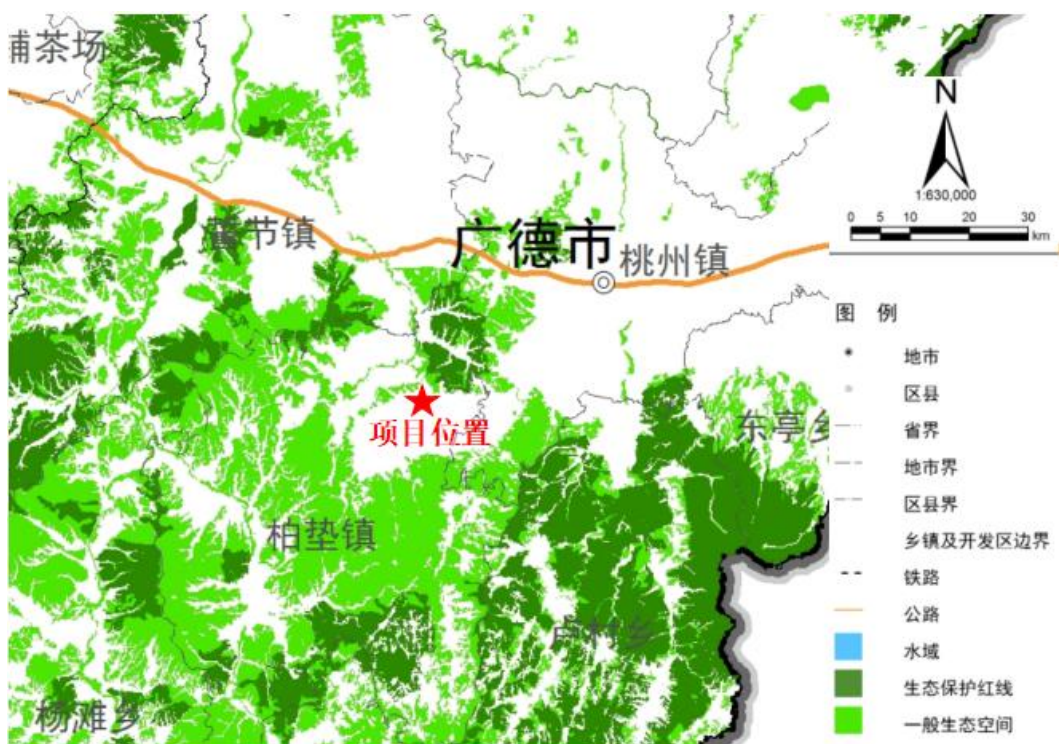 铺茶场
N
1:630,000
0 5 10 20 30
km
誓节镇
广德市
桃州镇
项目位置
东亭乡
柏垫镇
卢村乡
杨滩乡
图 例
地市
区县
省界
地市界
区县界
乡镇及开发区边界
铁路
公路
水域
生态保护红线
一般生态空间